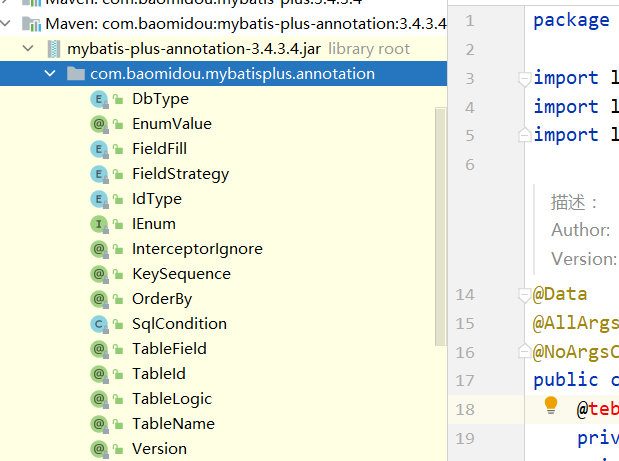 Maven: com.baomidou:mybatis-plus:3.4.3.4
Maven: com.baomidou:mybatis-plus-annotation:3.4.3.4
mybatis-plus-annotation-3.4.3.4.jar library root
com.baomidou.mybatisplus.annotation
E DbType
@ EnumValue
E FieldFill
E FieldStrategy
E IdType
I IEnum
@ InterceptorIgnore
@ KeySequence
@ OrderBy
C SqlCondition
@ TableField
@ TableId
@ TableLogic
@ TableName
@ Version
1 package
2
3 import l
4 import l
5 import l
6
描述：
Author:
Version:
14 @Data
15 @AllArgs
16 @NoArgsC
17 public c
18 @teb
19 priv